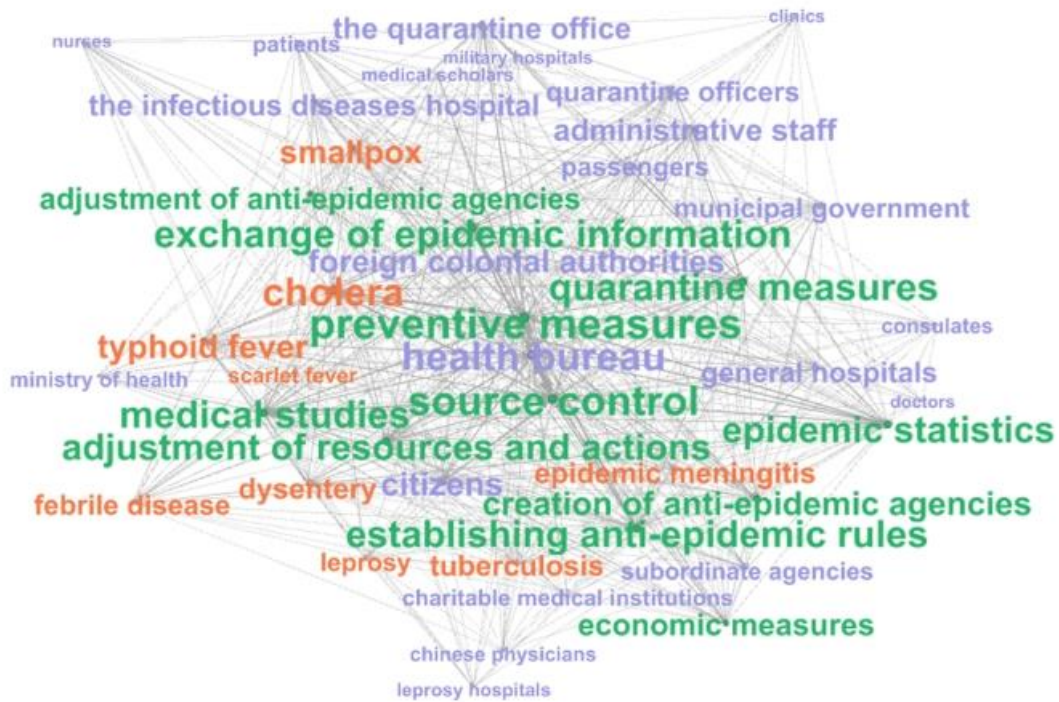 clinics
nurses
the quarantine office
patients
military hospitals
medical scholars
quarantine officers
the infectious diseases hospital
administrative staff
smallpox
passengers
adjustment of anti-epidemic agencies
municipal government
exchange of epidemic information
foreign colonial authorities
cholera
quarantine measures
preventive measures
consulates
typhoid fever
health bureau
ministry of health
scarlet fever
general hospitals
doctors
source control
medical studies
epidemic statistics
adjustment of resources and actions
epidemic meningitis
dysentery
citizens
febrile disease
creation of anti-epidemic agencies
establishing anti-epidemic rules
leprosy
tuberculosis
subordinate agencies
charitable medical institutions
economic measures
chinese physicians
leprosy hospitals